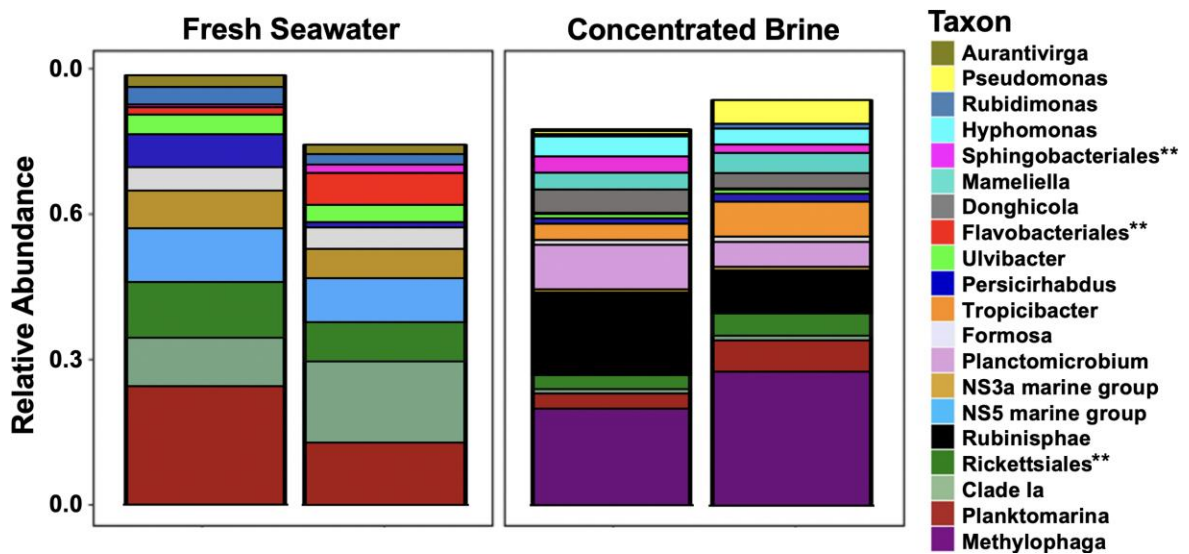 Fresh Seawater
Concentrated Brine
Relative Abundance
0.0
0.6
0.3
0.0
Taxon
Aurantivirga
Pseudomonas
Rubidimonas
Hyphomonas
Sphingobacteriales**
Mameliella
Donghicola
Flavobacteriales**
Ulvibacter
Persicirhabdus
Tropicibacter
Formosa
Planctomicrobium
NS3a marine group
NS5 marine group
Rubinisphae
Rickettsiales**
Clade Ia
Planktomarina
Methylophaga